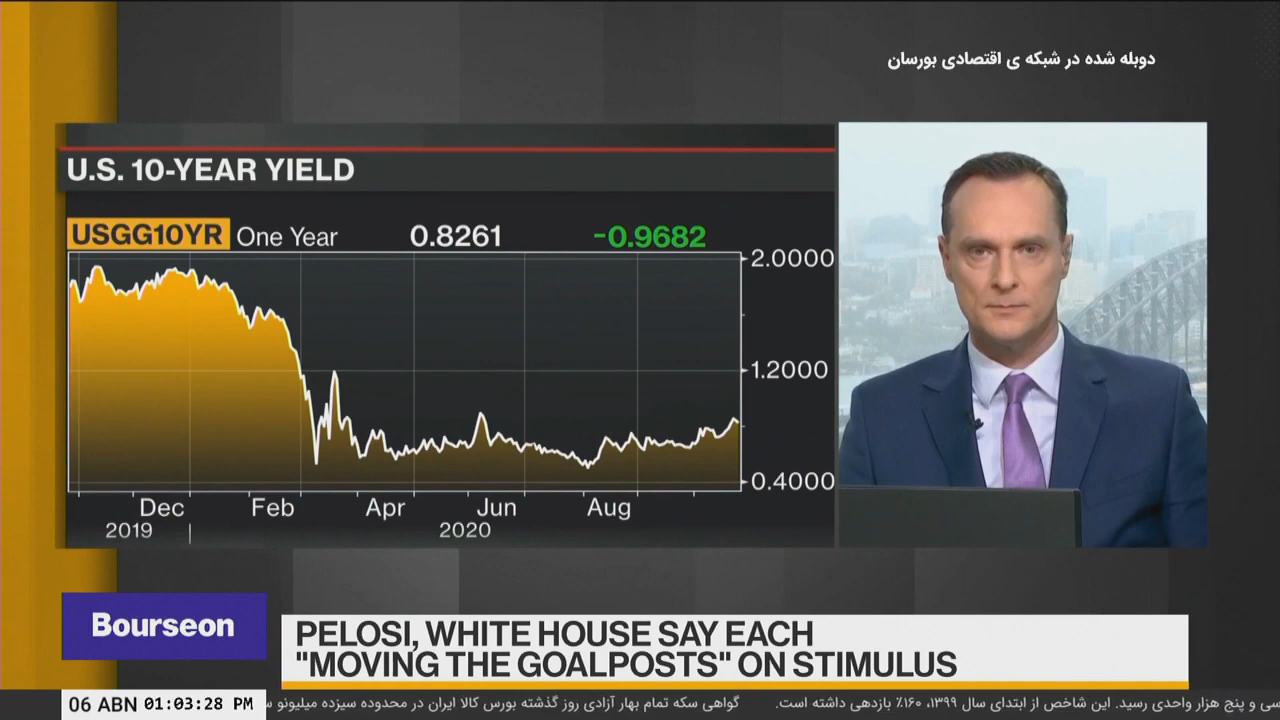 دوبله شده در شبکه ی اقتصادی بورسان
U.S. 10-YEAR YIELD
USGG10YR One Year 0.8261 -0.9682
2.0000
1.2000
0.4000
Dec Feb Apr Jun Aug
2019 2020
Bourseon
PELOSI, WHITE HOUSE SAY EACH
"MOVING THE GOALPOSTS" ON STIMULUS
06 ABN 01:03:28 PM
سی و پنج هزار واحدی رسید. این شاخص از ابتدای سال ۱۳۹۹، ۱۶۰٪ بازدهی داشته است. گواهی سکه تمام بهار آزادی روز گذشته بورس کالا ایران در محدوده سیزده میلیونو